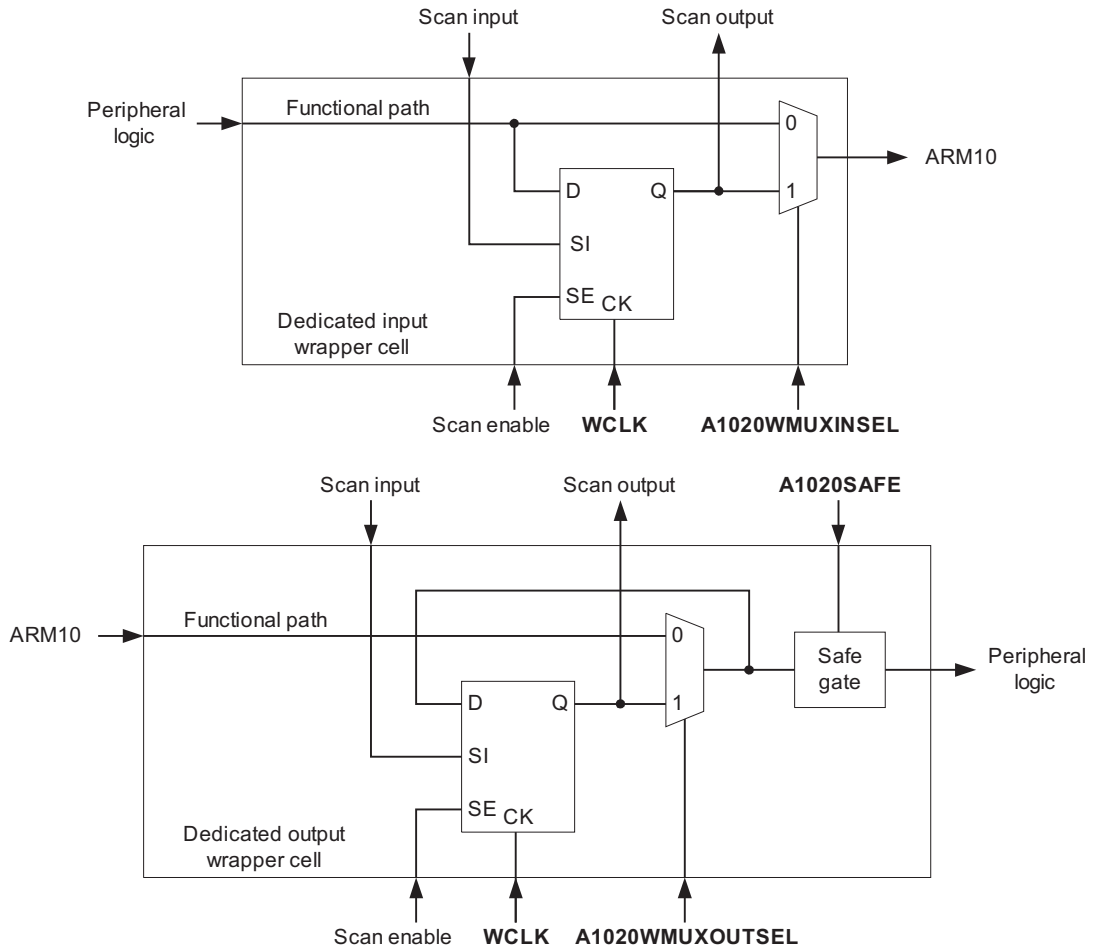 Scan input
Scan output
Peripheral
logic
Functional path
0
ARM10
D
Q
1
SI
SE
CK
Dedicated input
wrapper cell
Scan enable
WCLK
A1020WMUXINSEL
Scan input
Scan output
A1020SAFE
ARM10
Functional path
0
Safe
gate
Peripheral
logic
D
Q
1
SI
SE
CK
Dedicated output
wrapper cell
Scan enable
WCLK
A1020WMUXOUTSEL